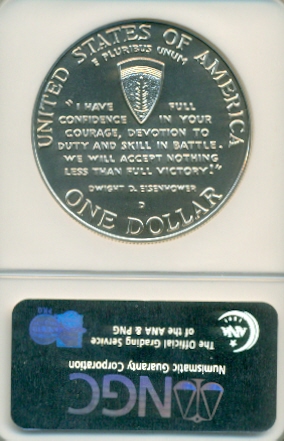 UNITED STATES OF AMERICA
E PLURIBUS UNUM
"I HAVE FULL
CONFIDENCE IN YOUR
COURAGE, DEVOTION TO
DUTY AND SKILL IN BATTLE.
WE WILL ACCEPT NOTHING
LESS THAN FULL VICTORY!"
DWIGHT D. EISENHOWER
D
ONE DOLLAR
NGC
Numismatic Guaranty Corporation
The Official Grading Service
of the ANA & PNG
ANA
1891
PNG